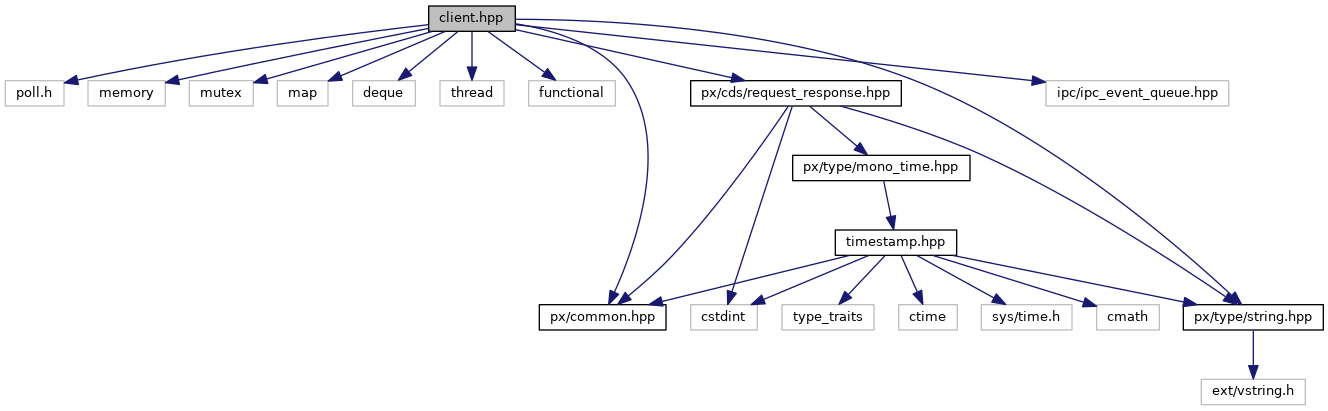 client.hpp
poll.h
memory
mutex
map
deque
thread
functional
px/cds/request_response.hpp
ipc/ipc_event_queue.hpp
px/type/mono_time.hpp
timestamp.hpp
px/common.hpp
cstdint
type_traits
ctime
sys/time.h
cmath
px/type/string.hpp
ext/vstring.h